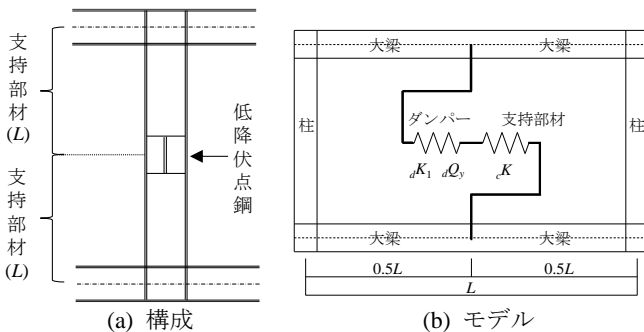 支持部材
(L)
支持部材
(L)
低降伏点鋼
(a) 構成
大梁 大梁
柱 柱
ダンパー 支持部材
dK1 dQy cK
大梁 大梁
0.5L 0.5L
L
(b) モデル